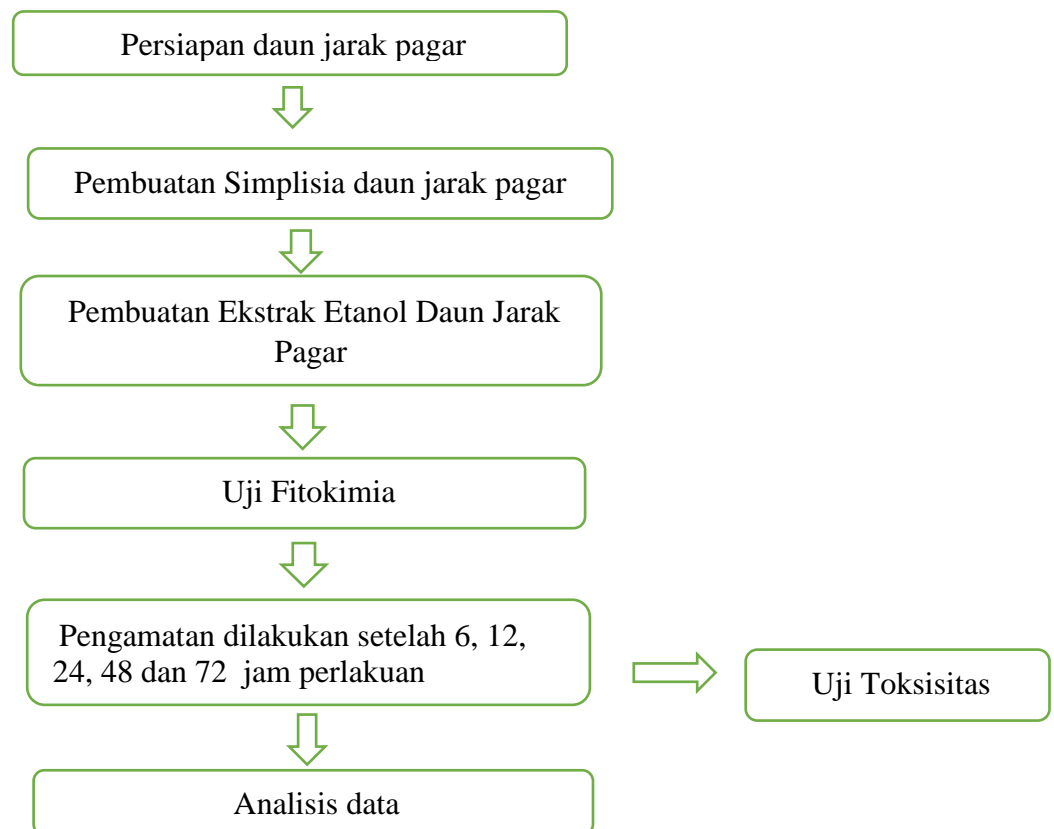 Persiapan daun jarak pagar
Pembuatan Simplisia daun jarak pagar
Pembuatan Ekstrak Etanol Daun Jarak
Pagar
Uji Fitokimia
Pengamatan dilakukan setelah 6, 12,
24, 48 dan 72 jam perlakuan
Uji Toksisitas
Analisis data